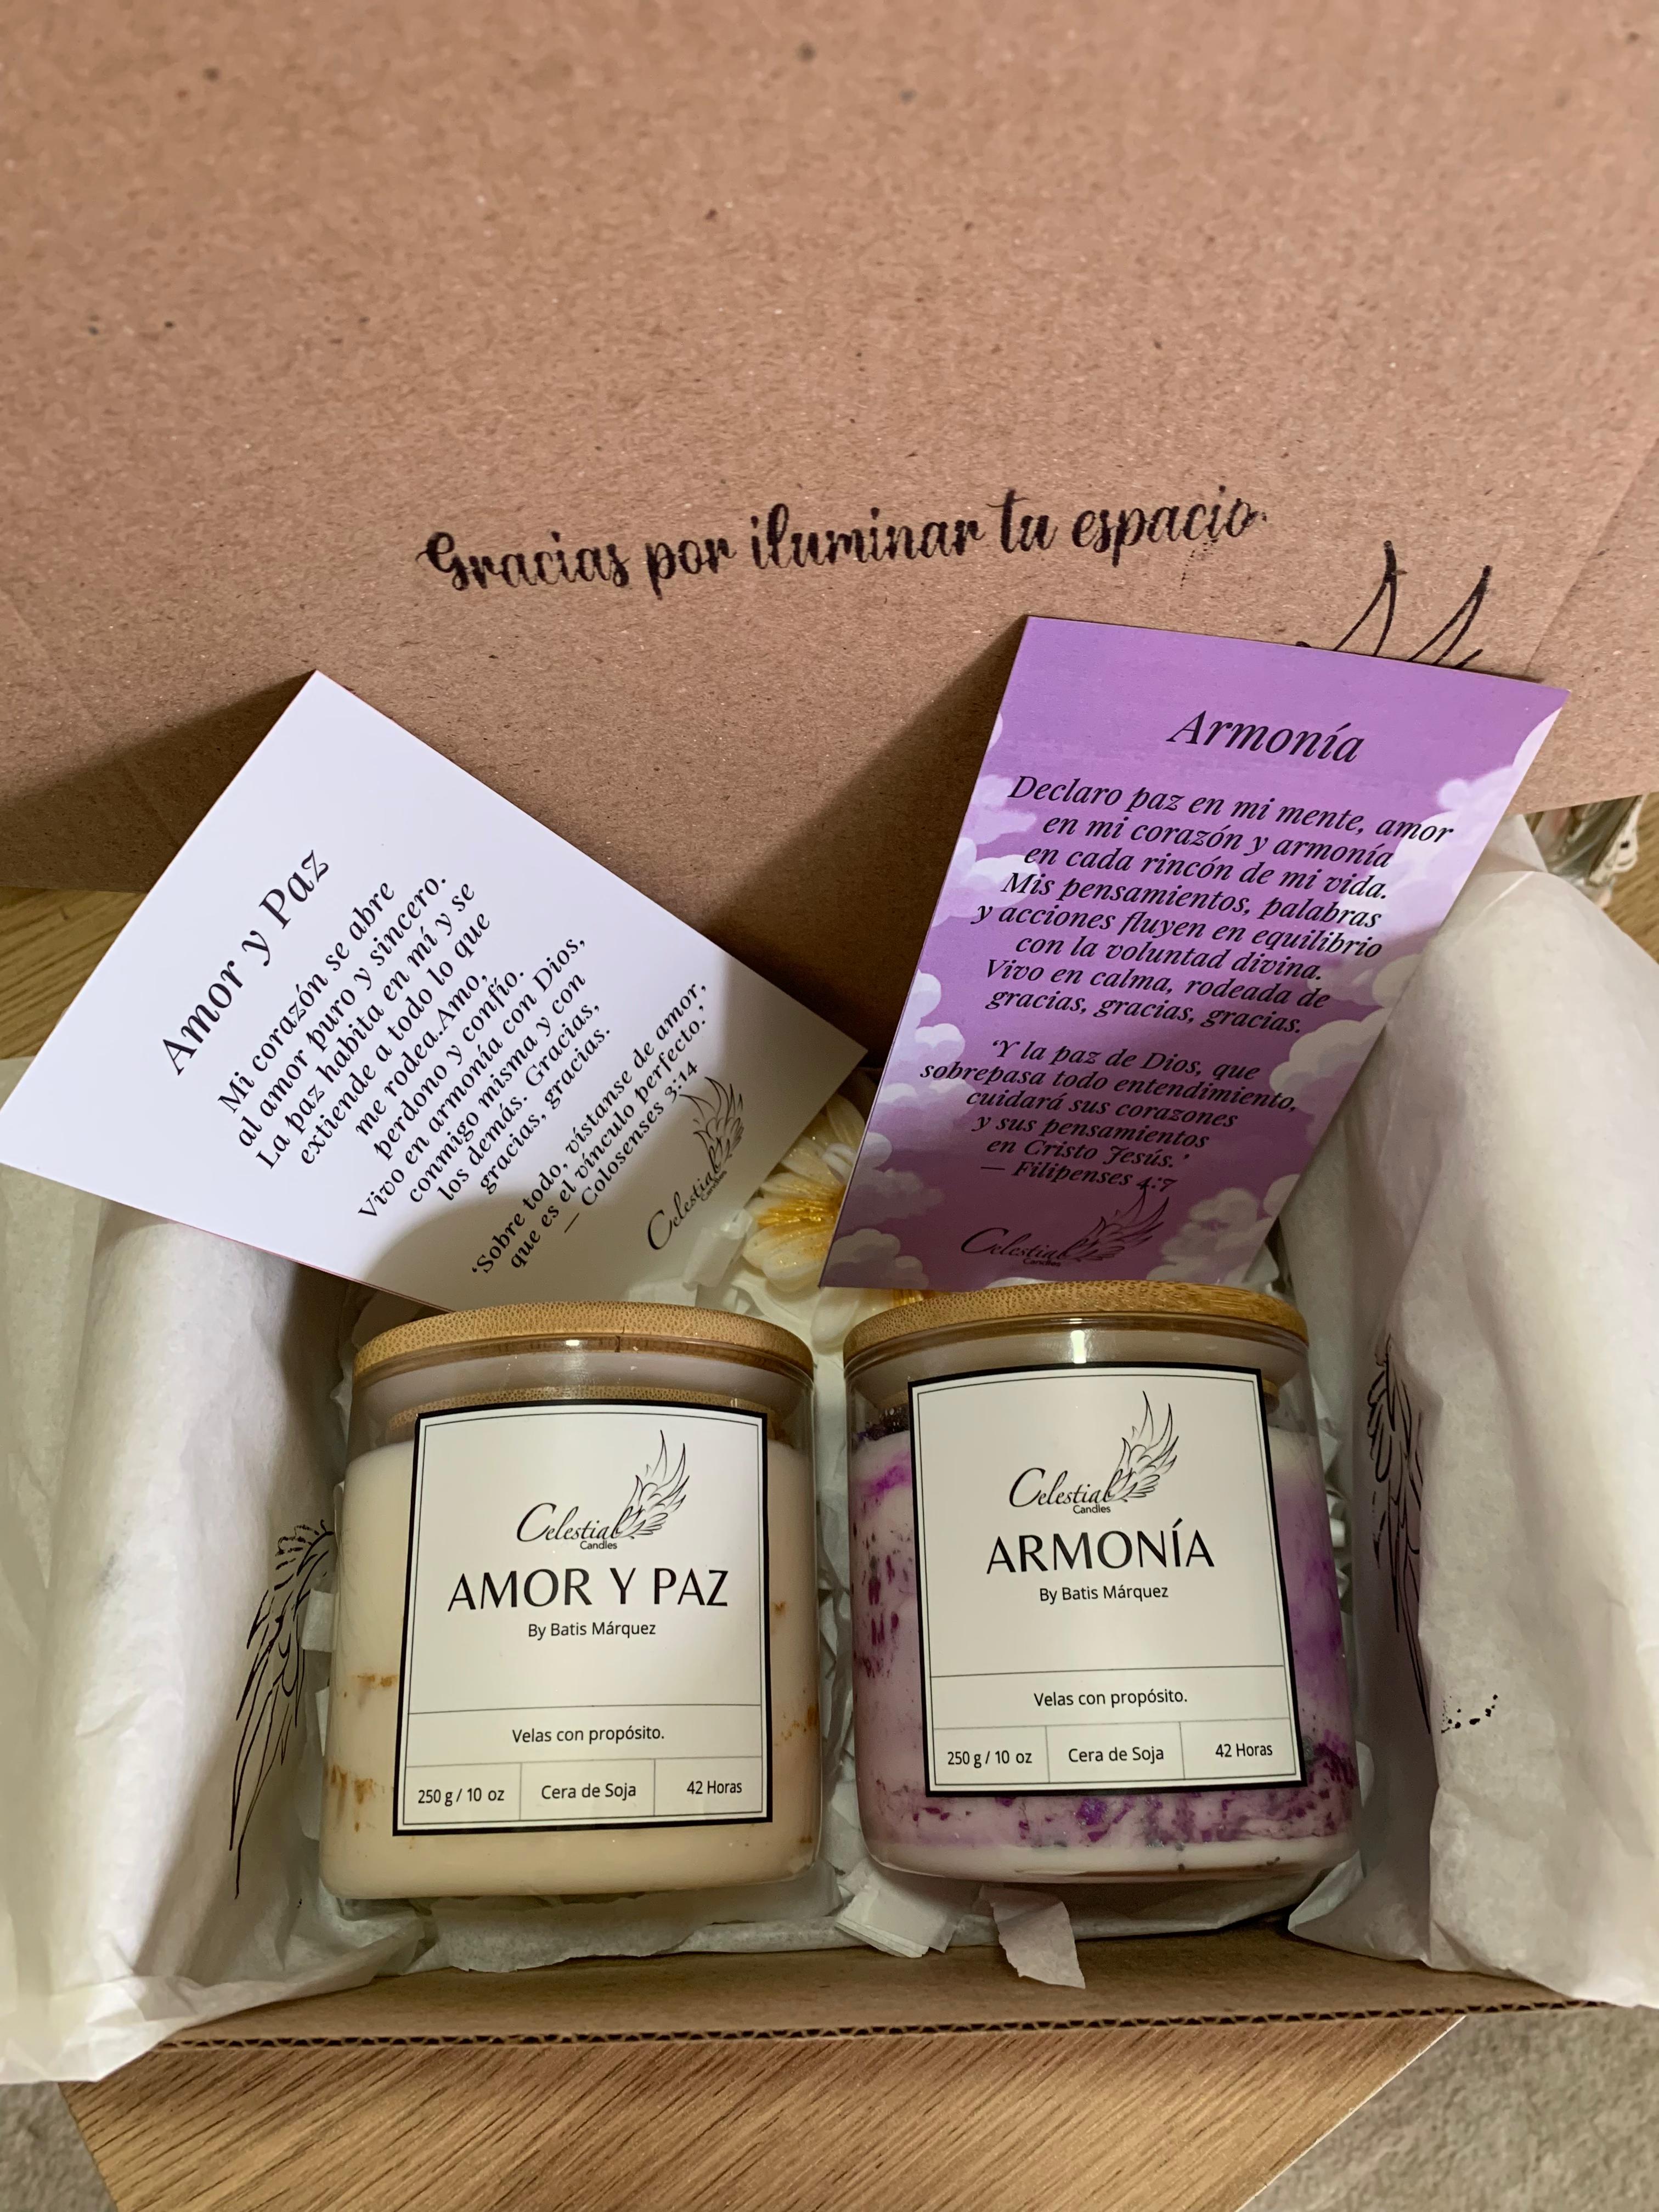 Gracias por iluminar tu espacio.
Amor y Paz
Mi corazón se abre
al amor puro y sincero.
La paz habita en mí y se
extiende a todo lo que
me rodea.Amo,
perdono y confío.
Vivo en armonía con Dios,
conmigo misma y con
los demás. Gracias,
gracias, gracias.
‘Sobre todo, vístanse de amor,
que es el vínculo perfecto.’
— Colosenses 3:14
Celestial
Candles
Armonía
Declaro paz en mi mente, amor
en mi corazón y armonía
en cada rincón de mi vida.
Mis pensamientos, palabras
y acciones fluyen en equilibrio
con la voluntad divina.
Vivo en calma, rodeada de
gracias, gracias, gracias.
‘Y la paz de Dios, que
sobrepasa todo entendimiento,
cuidará sus corazones
y sus pensamientos
en Cristo Jesús.’
— Filipenses 4:7
Celestial
Candles
Celestial
Candles
AMOR Y PAZ
By Batis Márquez
Velas con propósito.
250 g / 10 oz
Cera de Soja
42 Horas
Celestial
Candles
ARMONÍA
By Batis Márquez
Velas con propósito.
250 g / 10 oz
Cera de Soja
42 Horas